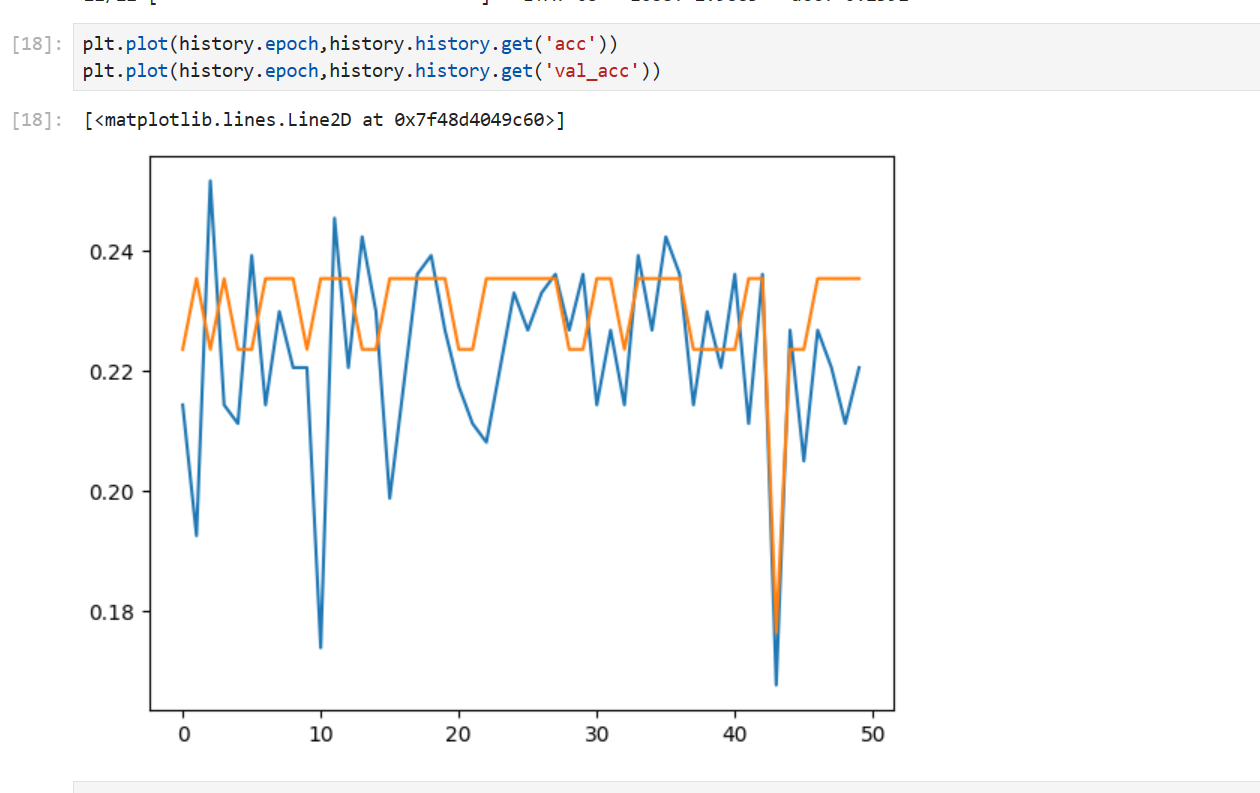 [18]: plt.plot(history.epoch,history.history.get('acc'))
plt.plot(history.epoch,history.history.get('val_acc'))
[18]: [<matplotlib.lines.Line2D at 0x7f48d4049c60>]
0.24
0.22
0.20
0.18
0 10 20 30 40 50